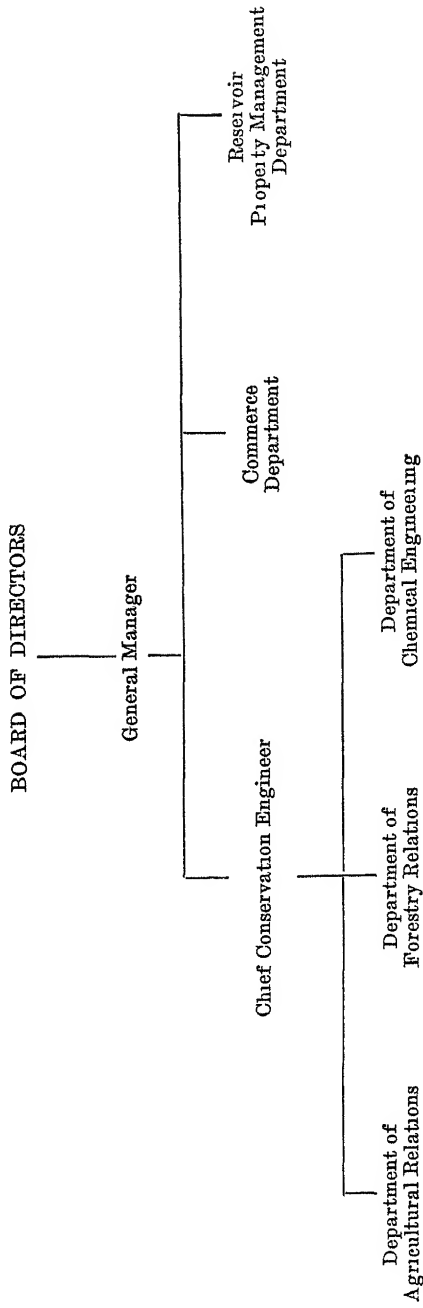 BOARD OF DIRECTORS
General Manager
Chief Conservation Engineer
Commerce
Department
Reservoir
Property Management
Department
Department of
Agricultural Relations
Department of
Forestry Relations
Department of
Chemical Engineering